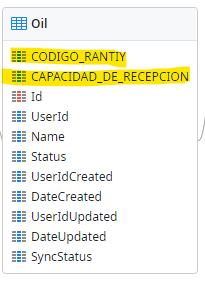 Oil
CODIGO_RANTIY
CAPACIDAD_DE_RECEPCION
Id
UserId
Name
Status
UserIdCreated
DateCreated
UserIdUpdated
DateUpdated
SyncStatus